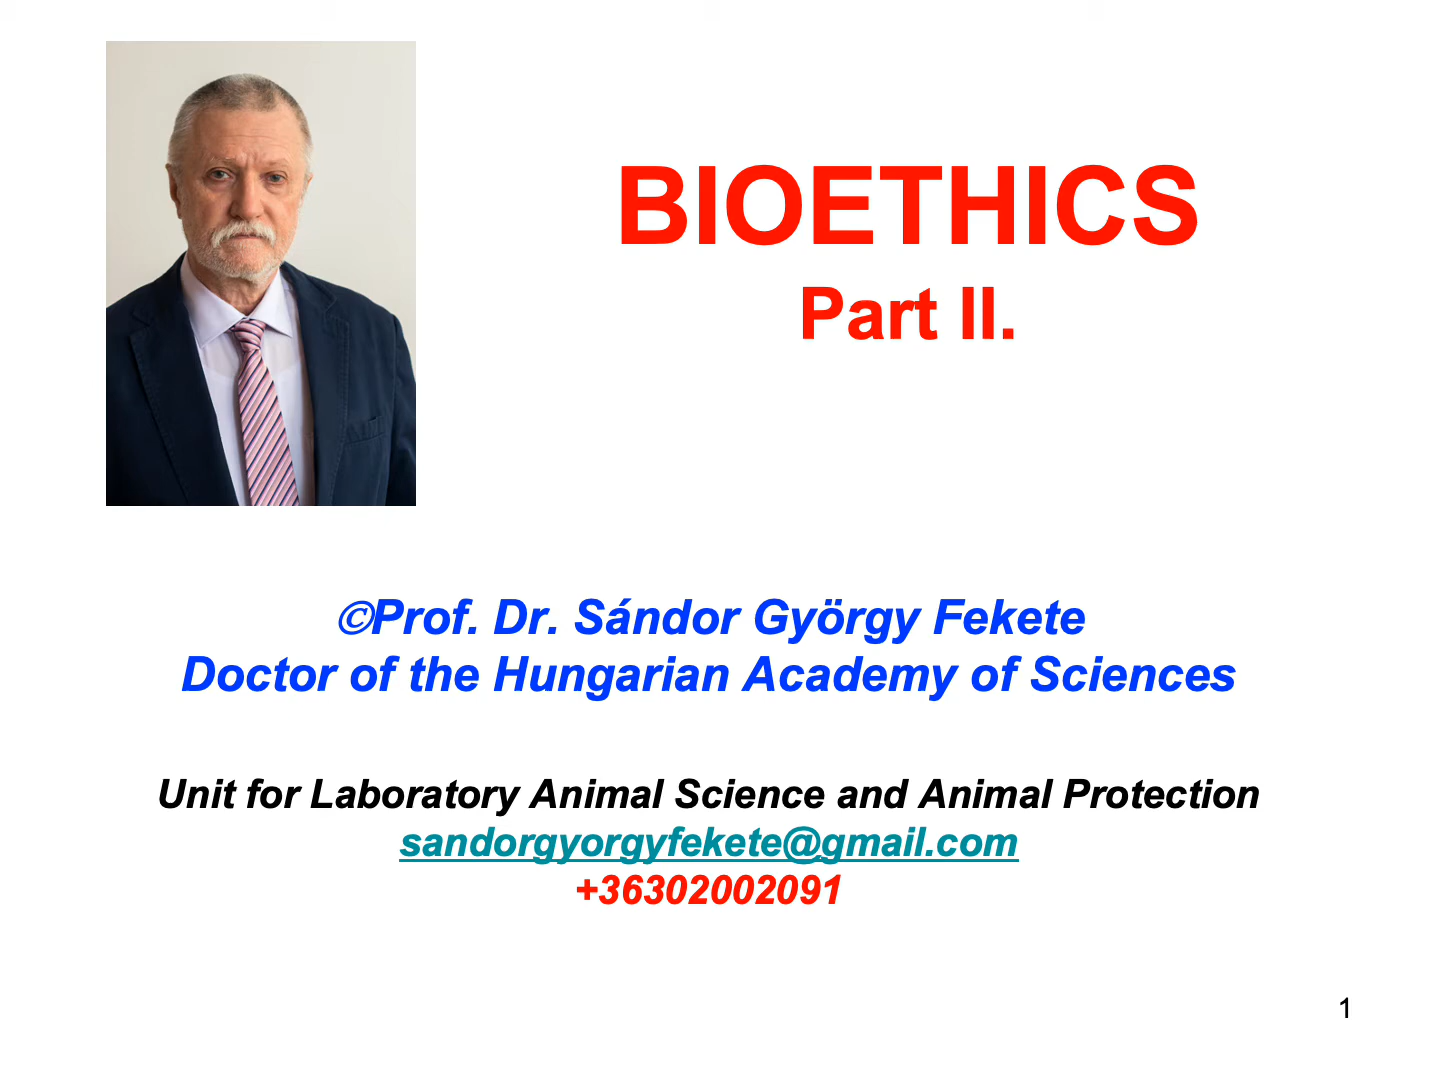 BIOETHICS
Part II.
©Prof. Dr. Sándor György Fekete
Doctor of the Hungarian Academy of Sciences
Unit for Laboratory Animal Science and Animal Protection
sandorgyorgyfekete@gmail.com
+36302002091
1